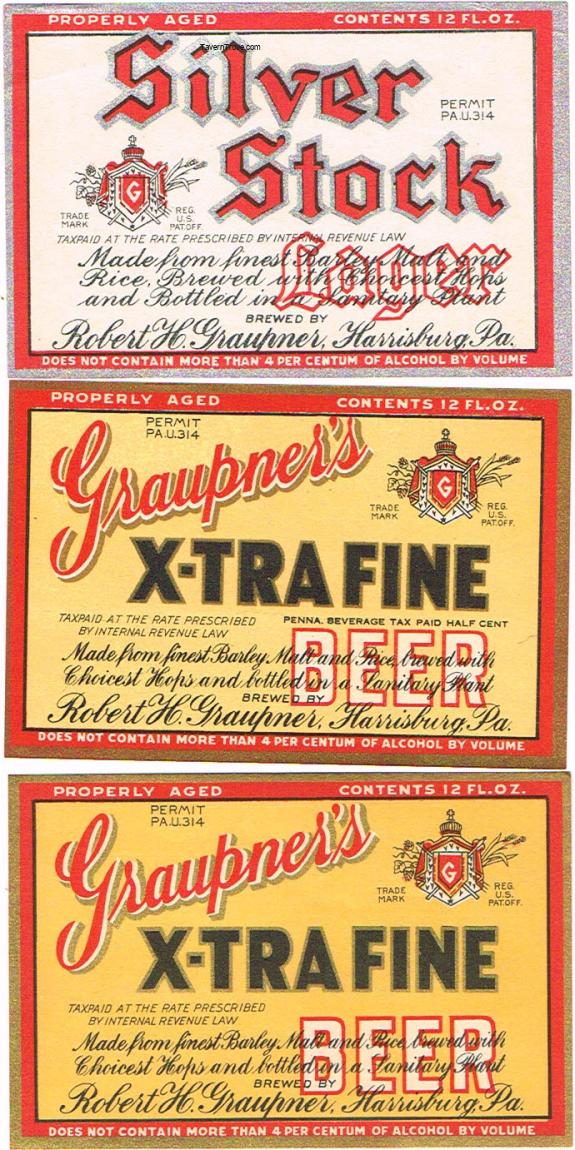 PROPERLY AGED CONTENTS 12 FL.OZ.
TavernTrove.com
Silver
Stock
PERMIT
PA.U.314
G
TRADE
MARK
REG.
U.S.
PAT.OFF.
TAXPAID AT THE RATE PRESCRIBED BY INTERNAL REVENUE LAW
Lager
Made from finest Barley Malt and
Rice, Brewed with Choicest Hops
and Bottled in a Sanitary Plant
BREWED BY
Robert H. Graupner, Harrisburg, Pa.
DOES NOT CONTAIN MORE THAN 4 PER CENTUM OF ALCOHOL BY VOLUME
PROPERLY AGED CONTENTS 12 FL.OZ.
PERMIT
PA.U.314
Graupner's
G
TRADE
MARK
REG.
U.S.
PAT.OFF.
X-TRA FINE
TAXPAID AT THE RATE PRESCRIBED
BY INTERNAL REVENUE LAW
PENNA. BEVERAGE TAX PAID HALF CENT
BEER
Made from finest Barley Malt and Rice, brewed with
Choicest Hops and bottled in a Sanitary Plant
BREWED BY
Robert H. Graupner, Harrisburg, Pa.
DOES NOT CONTAIN MORE THAN 4 PER CENTUM OF ALCOHOL BY VOLUME
PROPERLY AGED CONTENTS 12 FL.OZ.
PERMIT
PA.U.314
Graupner's
G
TRADE
MARK
REG.
U.S.
PAT.OFF.
X-TRA FINE
TAXPAID AT THE RATE PRESCRIBED
BY INTERNAL REVENUE LAW
BEER
Made from finest Barley Malt and Rice, brewed with
Choicest Hops and bottled in a Sanitary Plant
BREWED BY
Robert H. Graupner, Harrisburg, Pa.
DOES NOT CONTAIN MORE THAN 4 PER CENTUM OF ALCOHOL BY VOLUME